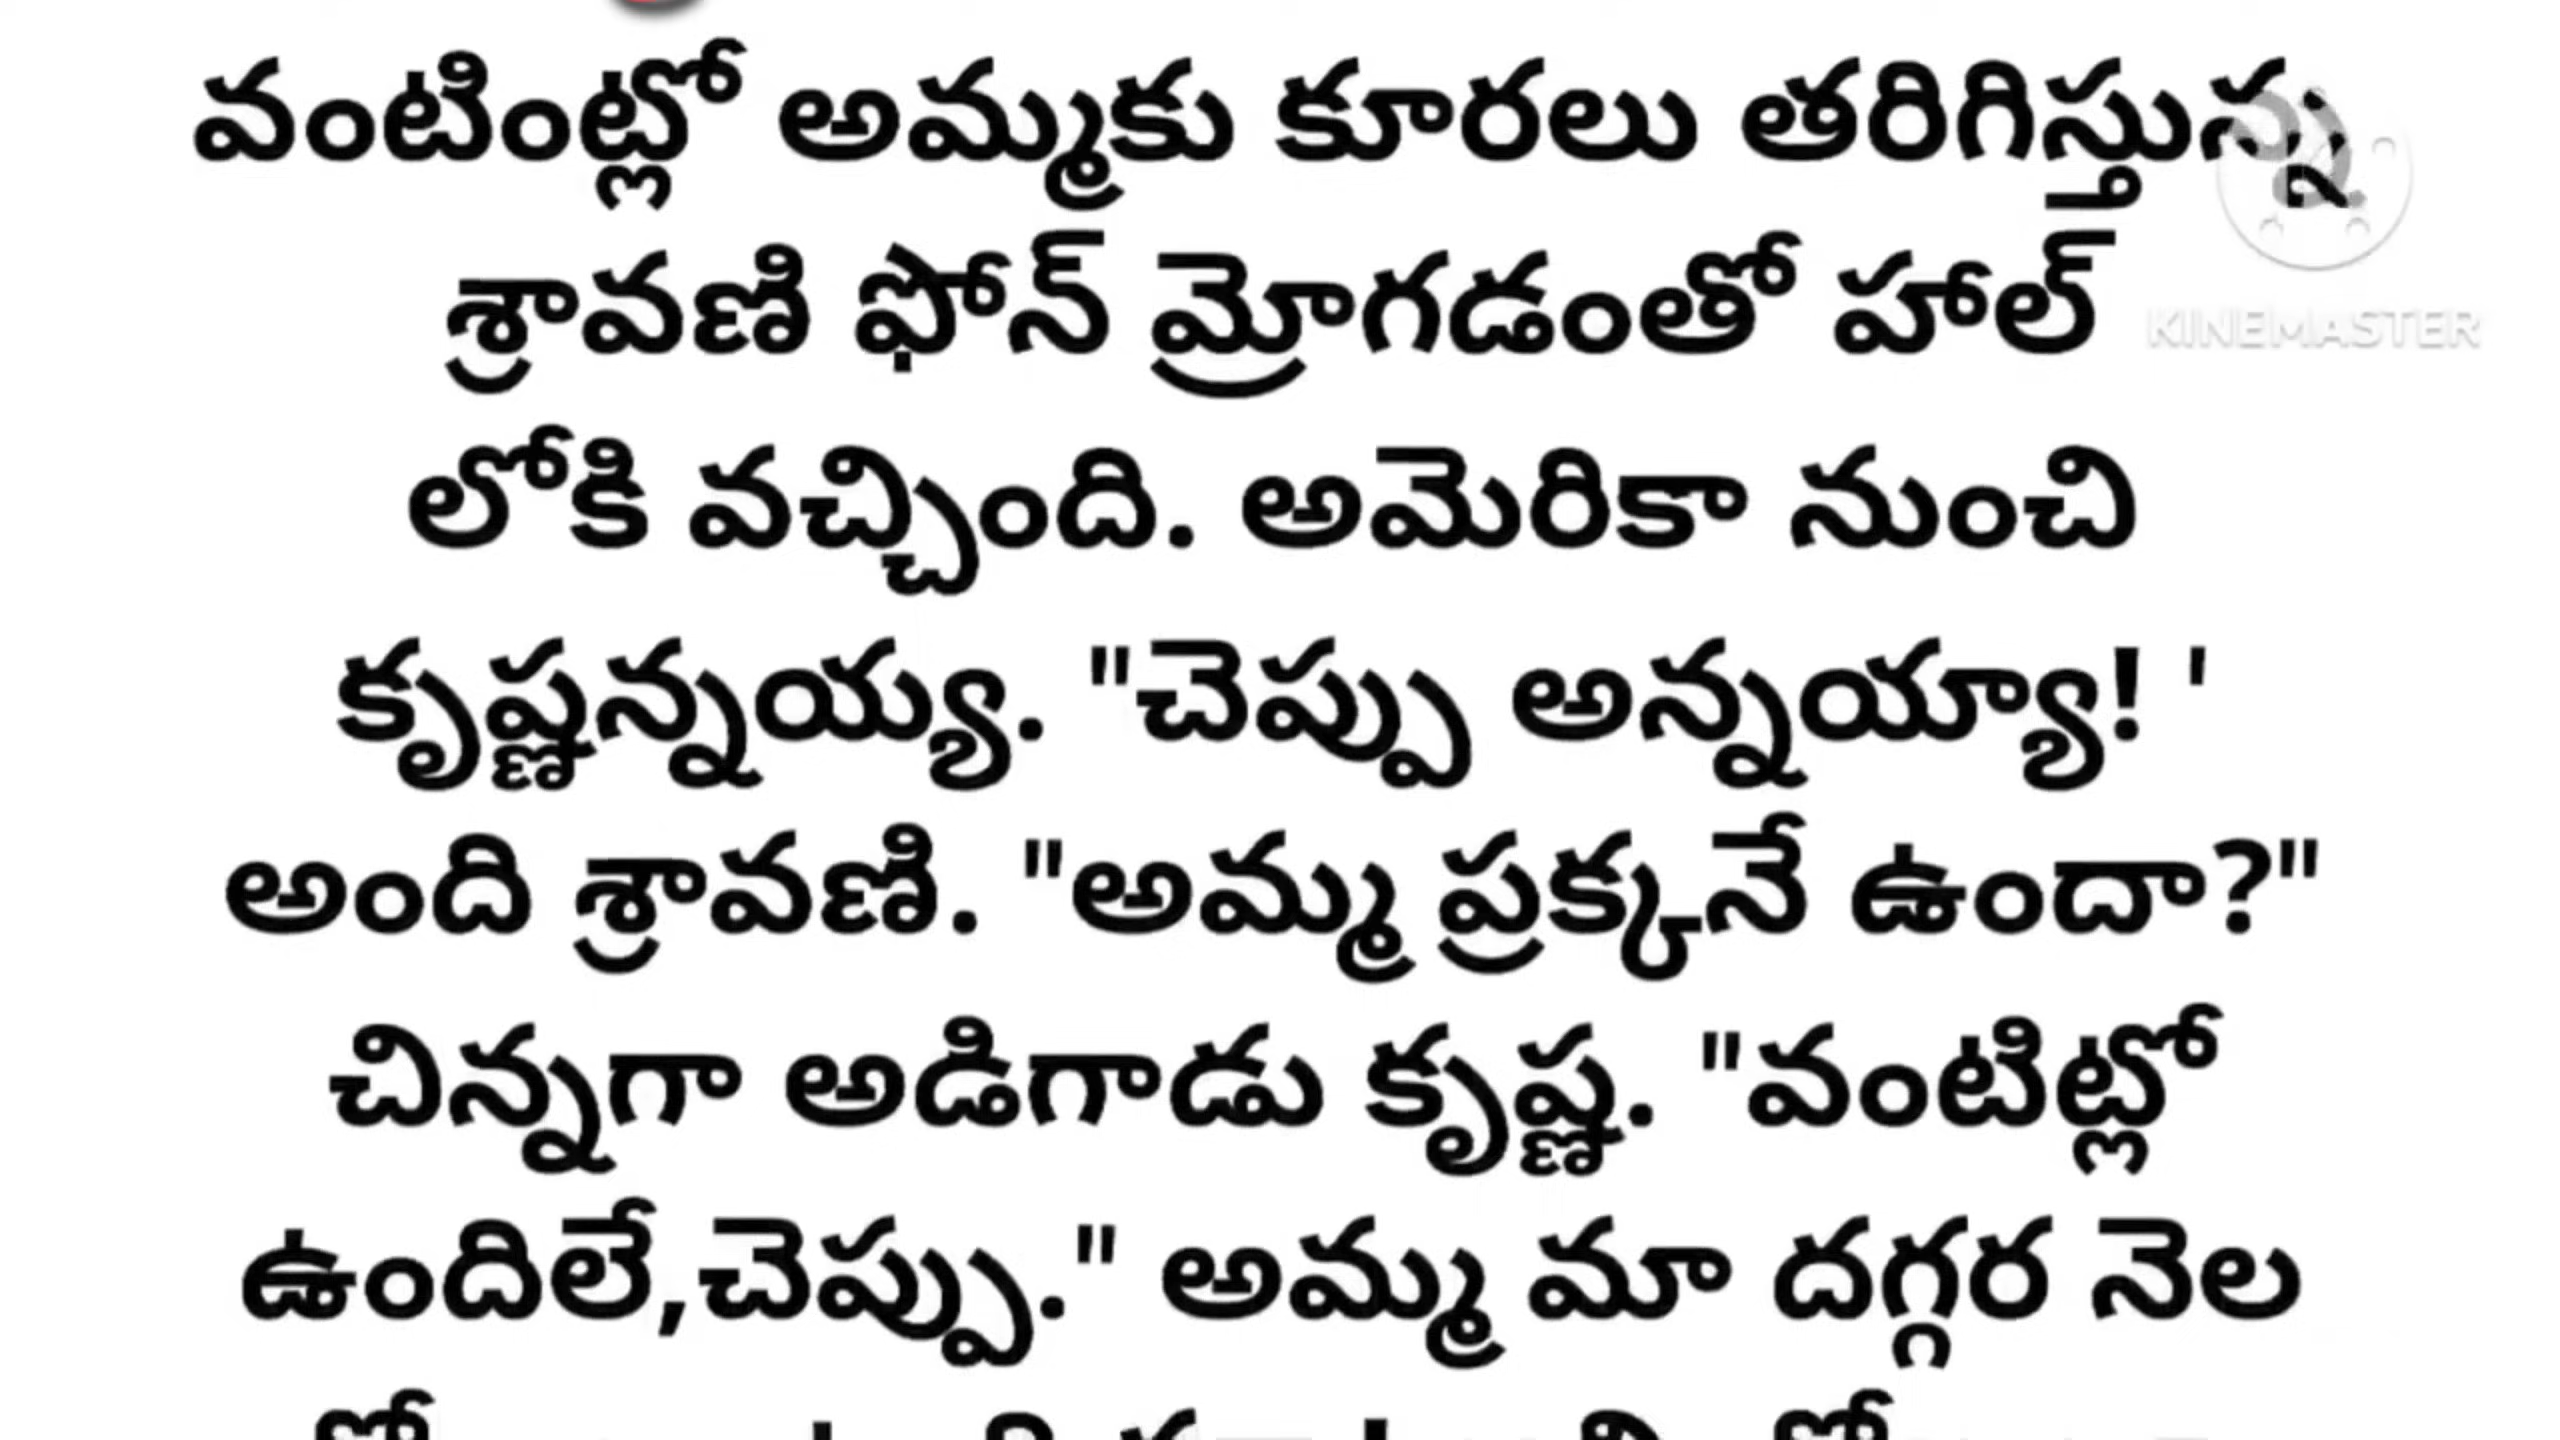 వంటింట్లో అమ్మకు కూరలు తరిగిస్తున్న
శ్రావణి ఫోన్ మ్రోగడంతో హాల్
KINEMASTER
లోకి వచ్చింది. అమెరికా నుంచి
కృష్ణన్నయ్య. "చెప్పు అన్నయ్యా! '
అంది శ్రావణి. "అమ్మ ప్రక్కనే ఉందా?"
చిన్నగా అడిగాడు కృష్ణ. "వంటిట్లో
ఉందిలే,చెప్పు." అమ్మ మా దగ్గర నెల